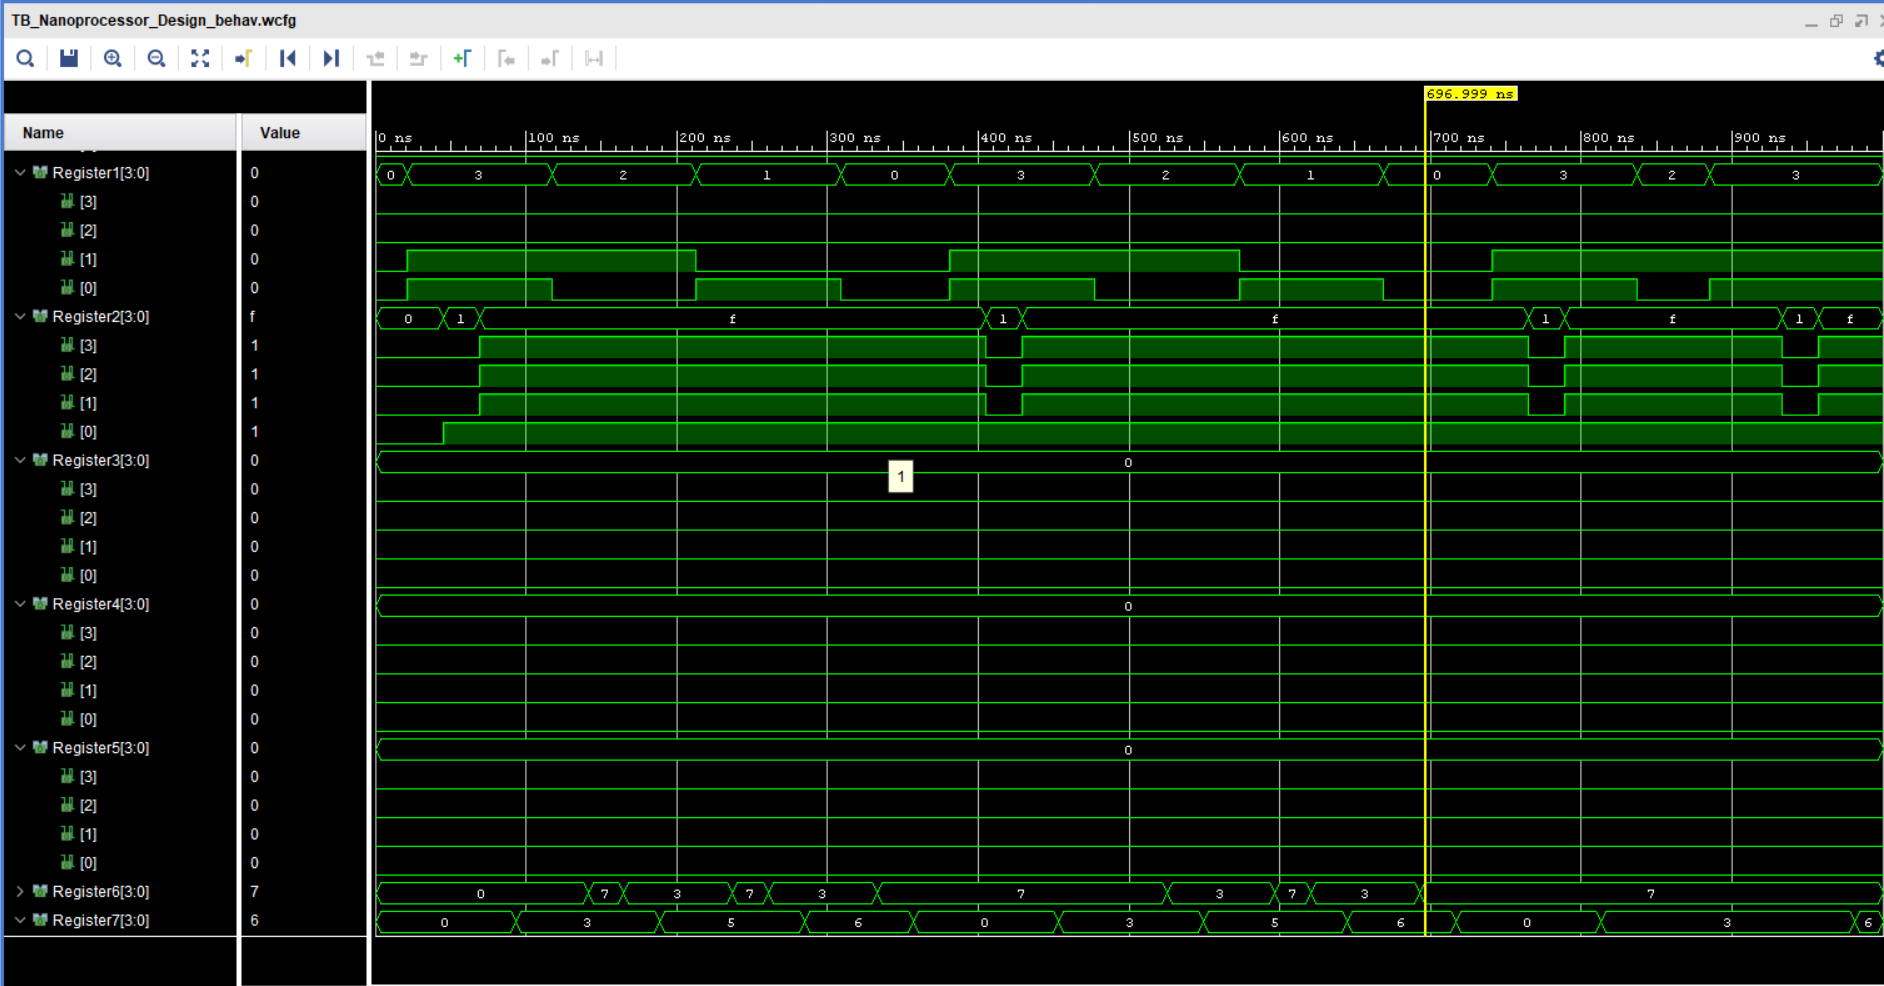 TB_Nanoprocessor_Design_behav.wcfg
696.999 ns
Name Value 0 ns 100 ns 200 ns 300 ns 400 ns 500 ns 600 ns 700 ns 800 ns 900 ns
Register1[3:0] 0 0 3 2 1 0 3 2 1 0 3 2 3
[3] 0
[2] 0
[1] 0
[0] 0
Register2[3:0] f 0 1 f 1 f 1 f 1 f
[3] 1
[2] 1
[1] 1
[0] 1
Register3[3:0] 0 0
1
[3] 0
[2] 0
[1] 0
[0] 0
Register4[3:0] 0 0
[3] 0
[2] 0
[1] 0
[0] 0
Register5[3:0] 0 0
[3] 0
[2] 0
[1] 0
[0] 0
Register6[3:0] 7 0 7 3 7 3 7 3 7 3 7
Register7[3:0] 6 0 3 5 6 0 3 5 6 0 3 6